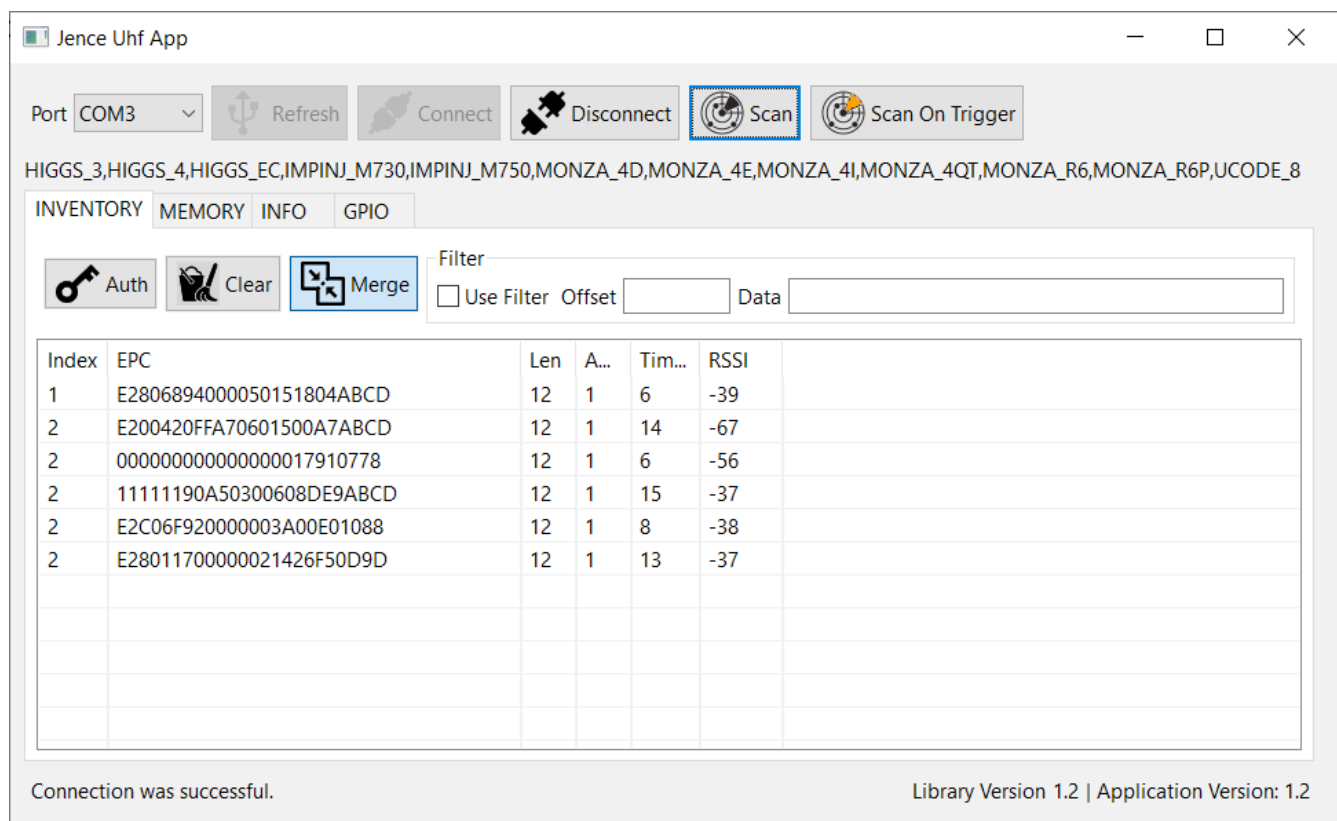 Jence Uhf App
Port COM3 Refresh Connect Disconnect Scan Scan On Trigger
HIGGS_3,HIGGS_4,HIGGS_EC,IMPINJ_M730,IMPINJ_M750,MONZA_4D,MONZA_4E,MONZA_4I,MONZA_4QT,MONZA_R6,MONZA_R6P,UCODE_8
INVENTORY MEMORY INFO GPIO
Filter
Auth Clear Merge Use Filter Offset Data
Index EPC Len A... Tim... RSSI
1 E2806894000050151804ABCD 12 1 6 -39
2 E200420FFA70601500A7ABCD 12 1 14 -67
2 000000000000000017910778 12 1 6 -56
2 11111190A50300608DE9ABCD 12 1 15 -37
2 E2C06F920000003A00E01088 12 1 8 -38
2 E28011700000021426F50D9D 12 1 13 -37
Connection was successful. Library Version 1.2 | Application Version: 1.2